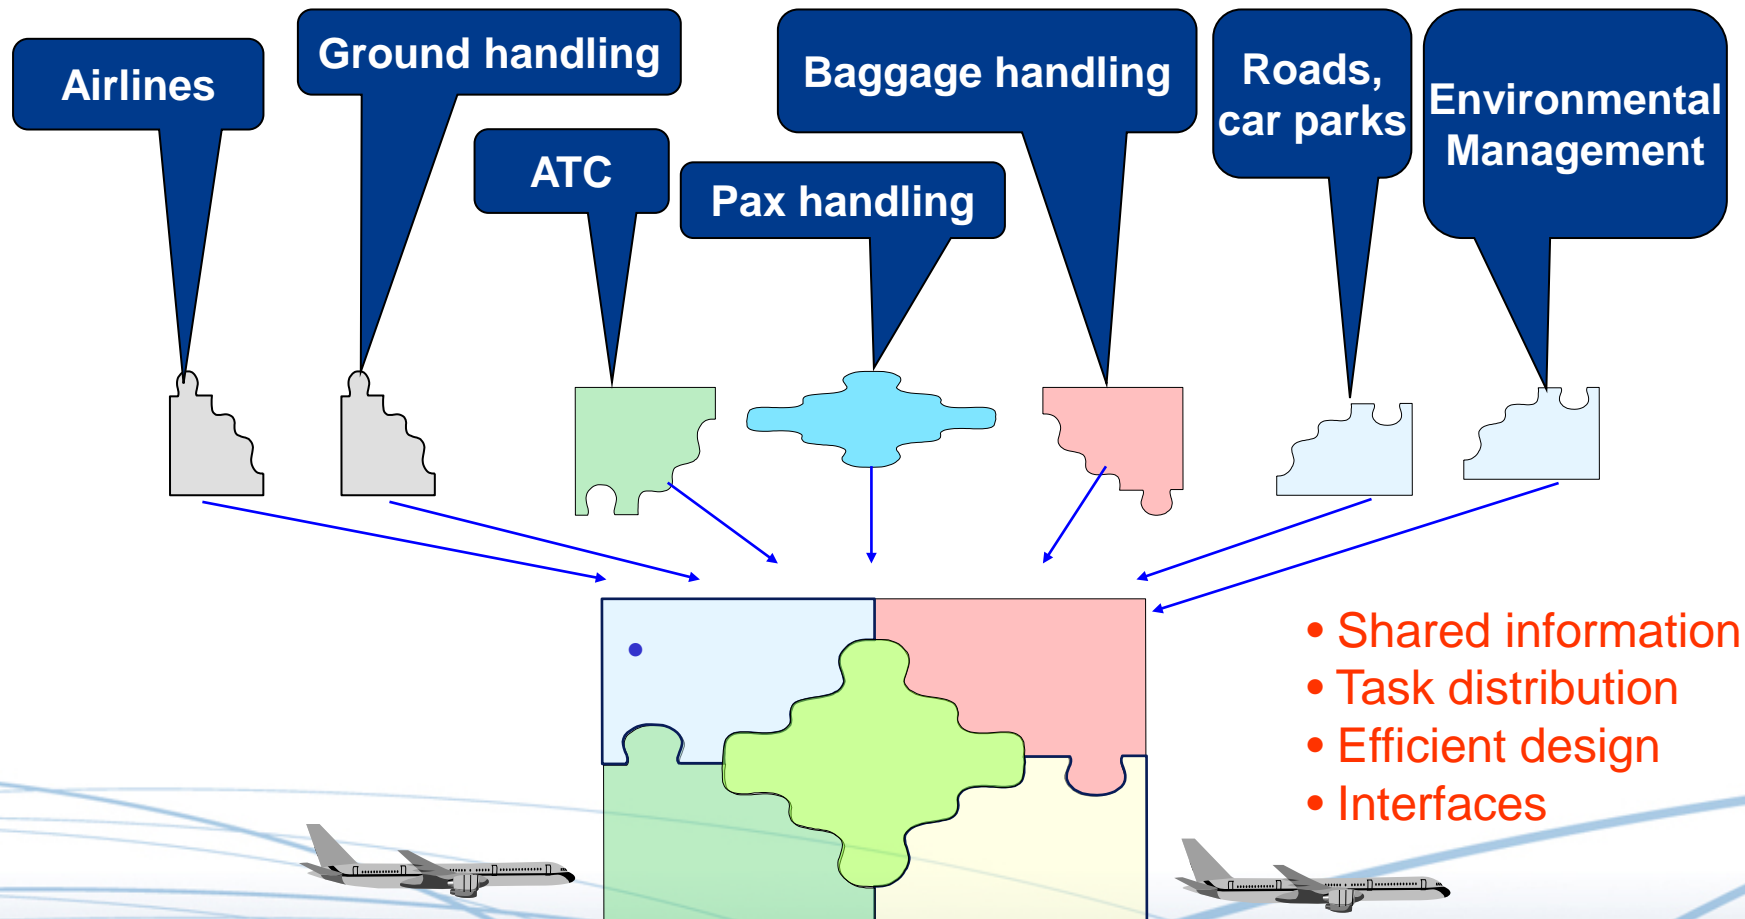 Airlines
Ground handling
ATC
Pax handling
Baggage handling
Roads,
car parks
Environmental
Management
• Shared information
• Task distribution
• Efficient design
• Interfaces